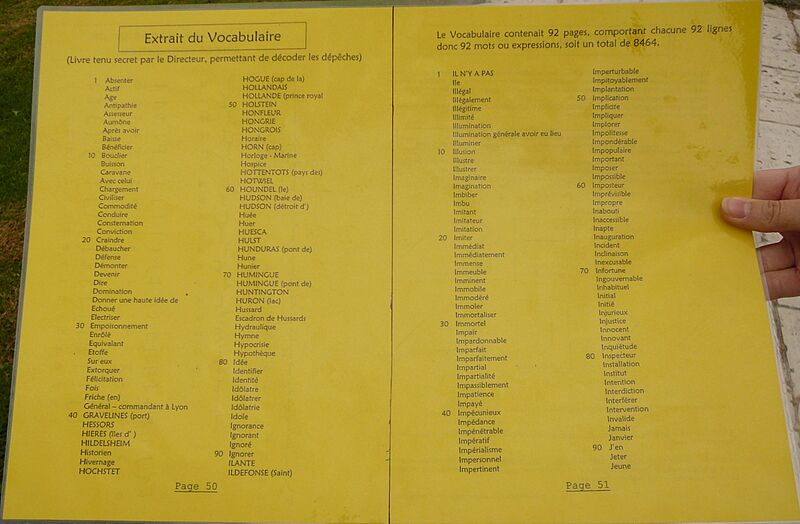 Extrait du Vocabulaire
(Livre tenu secret par le Directeur, permettant de décoder les dépêches)
1 Absenter
Actif
Age
Antipathie
Assesseur
Aumône
Après avoir
Baisse
Bénéficier
10 Bouclier
Buisson
Caravane
Avec celui
Chargement
Civiliser
Commodité
Conduire
Consternation
Conviction
20 Craindre
Débaucher
Défense
Démonter
Devenir
Dire
Domination
Donner une haute idée de
Echoué
Electriser
30 Empoisonnement
Enrôlé
Equivalant
Etoffe
Sur eux
Extorquer
Félicitation
Fois
Friche (en)
Général – commandant à Lyon
40 GRAVELINES (port)
HESSORS
HIERES (îles d' )
HILDELSHEIM
Historien
Hivernage
HOCHSTET
HOGUE (cap de la)
HOLLANDAIS
HOLLANDE (prince royal
50 HOLSTEIN
HONFLEUR
HONGRIE
HONGROIS
Horaire
HORN (cap)
Horloge - Marine
Hospice
HOTTENTOTS (pays des)
HOTWIEL
60 HOUNDEL (île)
HUDSON (baie de)
HUDSON (détroit d')
Huée
Huer
HUESCA
HULST
HUNDURAS (pont de)
Hune
Hunier
70 HUMINGUE
HUMINGUE (pont de)
HUNTINGTON
HURON (lac)
Hussard
Escadron de Hussards
Hydraulique
Hymne
Hypocrisie
Hypothèque
80 Idée
Identifier
Identité
Idolâtre
Idolâtrer
Idolâtrie
Idole
Ignorance
Ignorant
Ignoré
90 Ignorer
ILANTE
ILDEFONSE (Saint)
Page 50
Le Vocabulaire contenait 92 pages, comportant chacune 92 lignes
donc 92 mots ou expressions, soit un total de 8464.
1 IL N'Y A PAS
Ile
Illégal
Illégalement
Illégitime
Illimité
Illumination
Illumination générale avoir eu lieu
Illuminer
10 Illusion
Illustre
Illustrer
Imaginaire
Imagination
Imbiber
Imbu
Imitant
Imitateur
Imitation
20 Imiter
Immédiat
Immédiatement
Immense
Immeuble
Imminent
Immobile
Immodéré
Immoler
Immortaliser
30 Immortel
Impair
Impardonnable
Imparfait
Imparfaitement
Impartial
Impartialité
Impassiblement
Impatience
Impayé
40 Impécunieux
Impédance
Impénétrable
Impératif
Impérialisme
Impersonnel
Impertinent
Imperturbable
Impitoyablement
Implantation
50 Implication
Implicite
Impliquer
Implorer
Impolitesse
Impondérable
Impopulaire
Important
Imposer
Impossible
60 Imposteur
Imprévisible
Impropre
Inabouti
Inaccessible
Inapte
Inauguration
Incident
Inclinaison
Inexcusable
70 Infortune
Ingouvernable
Inhabituel
Initial
Initié
Injurieux
Injustice
Innocent
Innovant
Inquiétude
80 Inspecteur
Installation
Institut
Intention
Interdiction
Interférer
Intervention
Invalide
Jamais
Janvier
90 J'en
Jeter
Jeune
Page 51